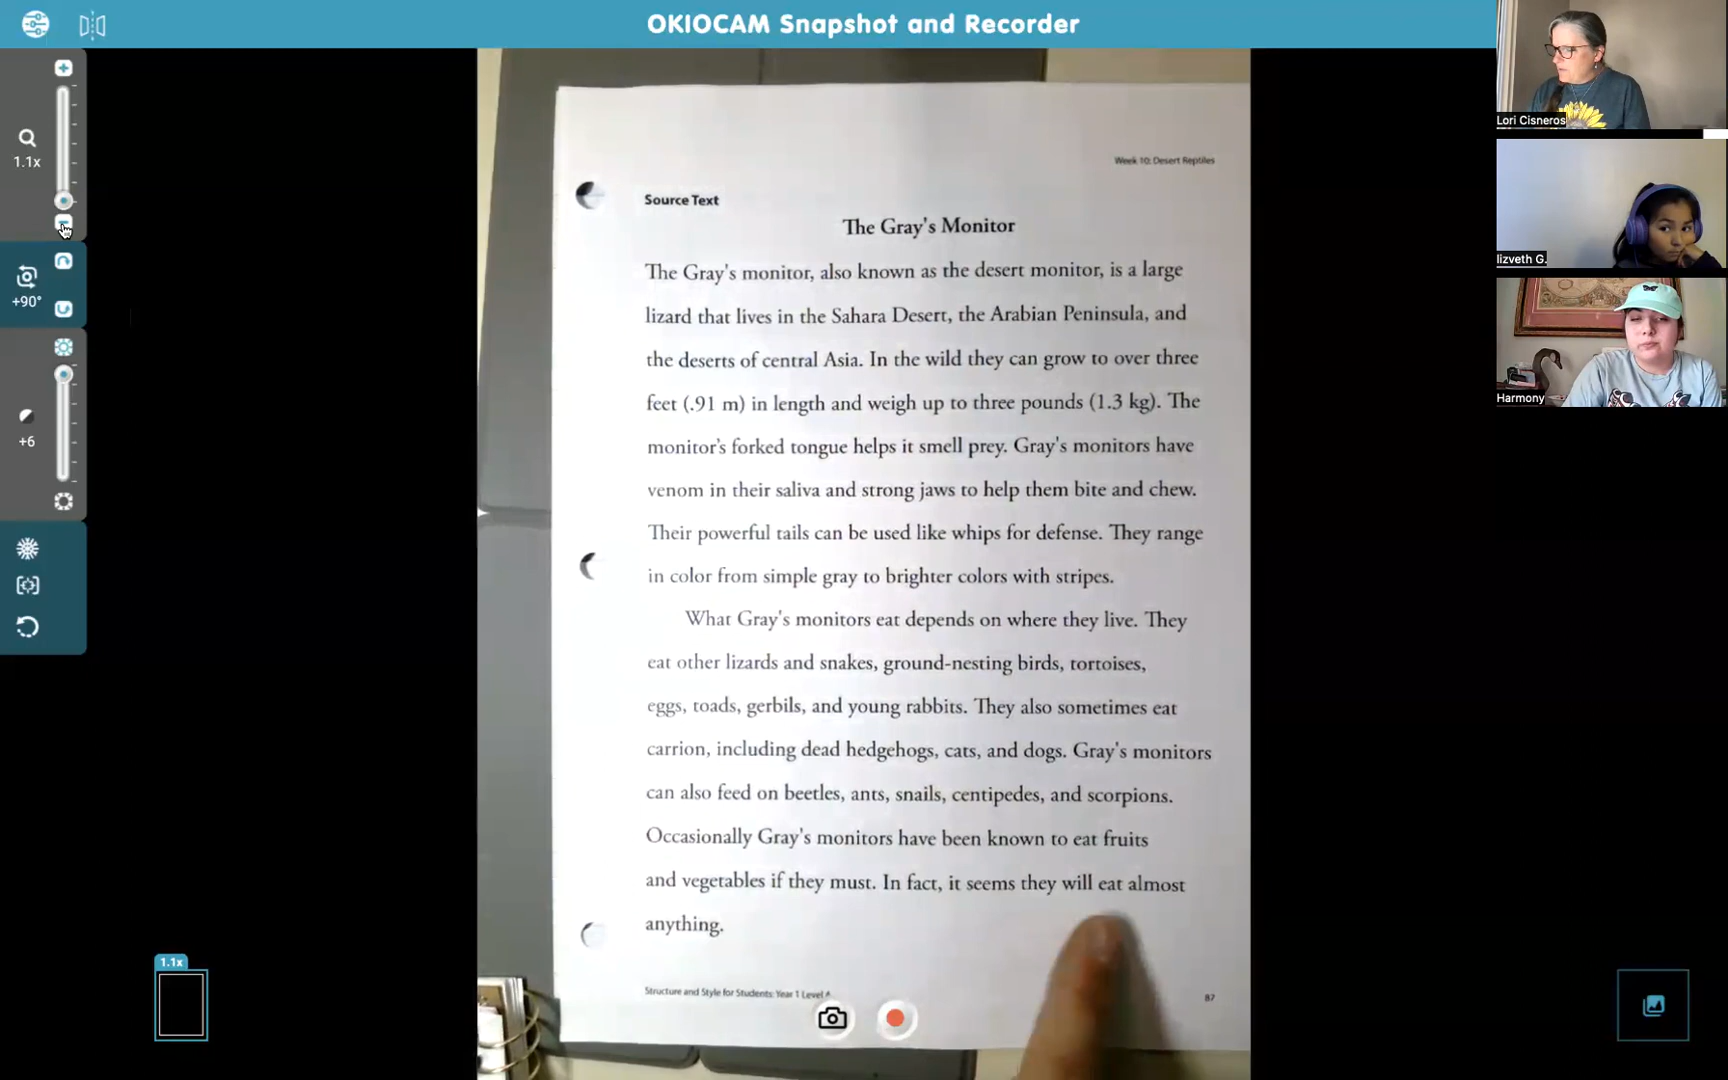 OKIOCAM Snapshot and Recorder
1.1x
+90°
+6
1.1x
Lori Cisneros
lizveth G.
Harmony
Week 10: Desert Reptiles
Source Text
The Gray's Monitor
The Gray's monitor, also known as the desert monitor, is a large
lizard that lives in the Sahara Desert, the Arabian Peninsula, and
the deserts of central Asia. In the wild they can grow to over three
feet (.91 m) in length and weigh up to three pounds (1.3 kg). The
monitor's forked tongue helps it smell prey. Gray's monitors have
venom in their saliva and strong jaws to help them bite and chew.
Their powerful tails can be used like whips for defense. They range
in color from simple gray to brighter colors with stripes.
What Gray's monitors eat depends on where they live. They
eat other lizards and snakes, ground-nesting birds, tortoises,
eggs, toads, gerbils, and young rabbits. They also sometimes eat
carrion, including dead hedgehogs, cats, and dogs. Gray's monitors
can also feed on beetles, ants, snails, centipedes, and scorpions.
Occasionally Gray's monitors have been known to eat fruits
and vegetables if they must. In fact, it seems they will eat almost
anything.
Structure and Style for Students: Year 1 Level A
87